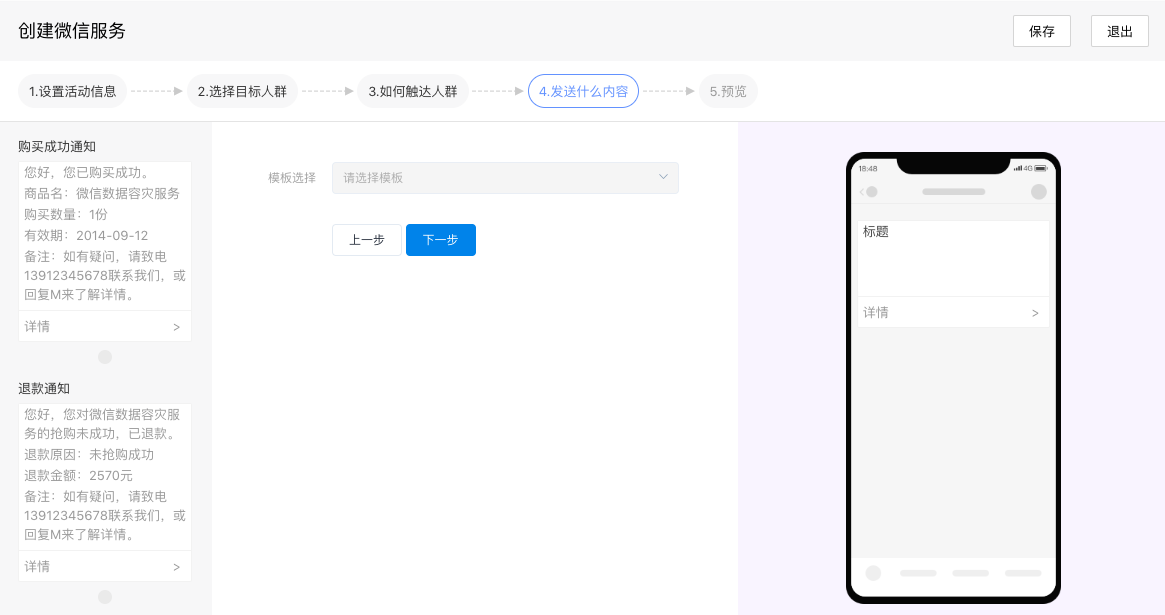 创建微信服务
保存
退出
1.设置活动信息
2.选择目标人群
3.如何触达人群
4.发送什么内容
5.预览
购买成功通知
您好，您已购买成功。
商品名：微信数据容灾服务
购买数量：1份
有效期：2014-09-12
备注：如有疑问，请致电
13912345678联系我们，或
回复M来了解详情。
详情 >
退款通知
您好，您对微信数据容灾服
务的抢购未成功，已退款。
退款原因：未抢购成功
退款金额：2570元
备注：如有疑问，请致电
13912345678联系我们，或
回复M来了解详情。
详情 >
模板选择
请选择模板
上一步
下一步
18:48
4G
标题
详情 >